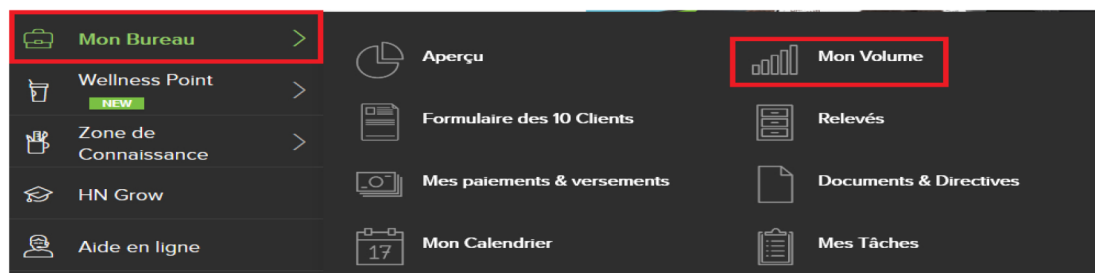 Mon Bureau
Wellness Point
NEW
Zone de
Connaissance
HN Grow
Aide en ligne
Aperçu
Mon Volume
Formulaire des 10 Clients
Relevés
Mes paiements & versements
Documents & Directives
17
Mon Calendrier
Mes Tâches